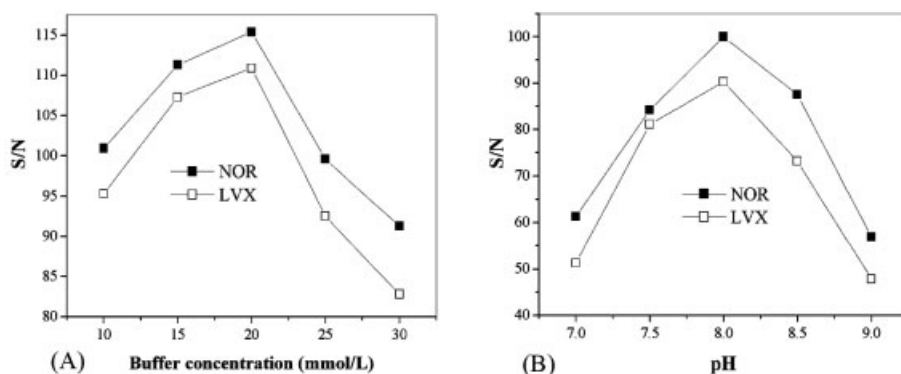 115
110
105
100
95
90
85
80
S/N
NOR
LVX
10 15 20 25 30
(A) Buffer concentration (mmol/L)
100
90
80
70
60
50
40
S/N
NOR
LVX
7.0 7.5 8.0 8.5 9.0
(B) pH